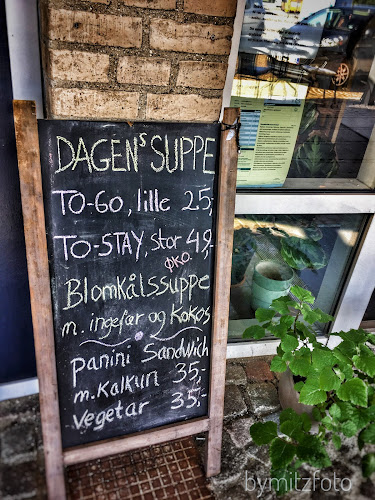 DAGENS SUPPE
TO-GO, lille 25,-
TO-STAY, stor 49,-
ØKO.
Blomkålssuppe
m. ingefær og Kokos
Panini Sandwich
m. Kalkun 35,-
Vegetar 35,-
bymitzfoto